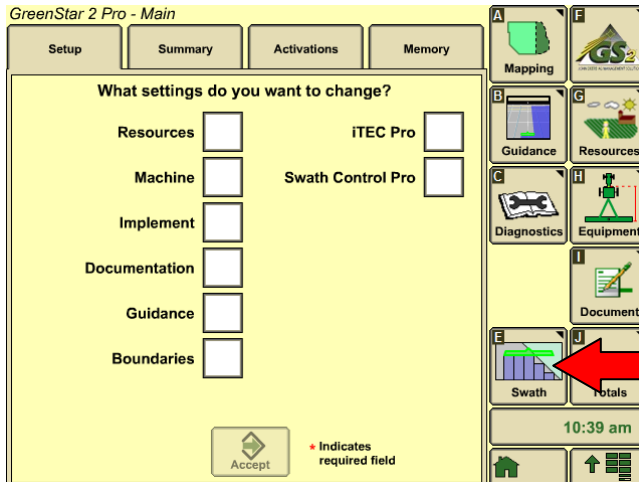 GreenStar 2 Pro - Main
Setup
Summary
Activations
Memory
What settings do you want to change?
Resources
iTEC Pro
Machine
Swath Control Pro
Implement
Documentation
Guidance
Boundaries
Accept
* Indicates
required field
A
Mapping
F
GS2
B
Guidance
G
Resources
C
Diagnostics
H
Equipment
I
Document
E
Swath
J
Totals
10:39 am